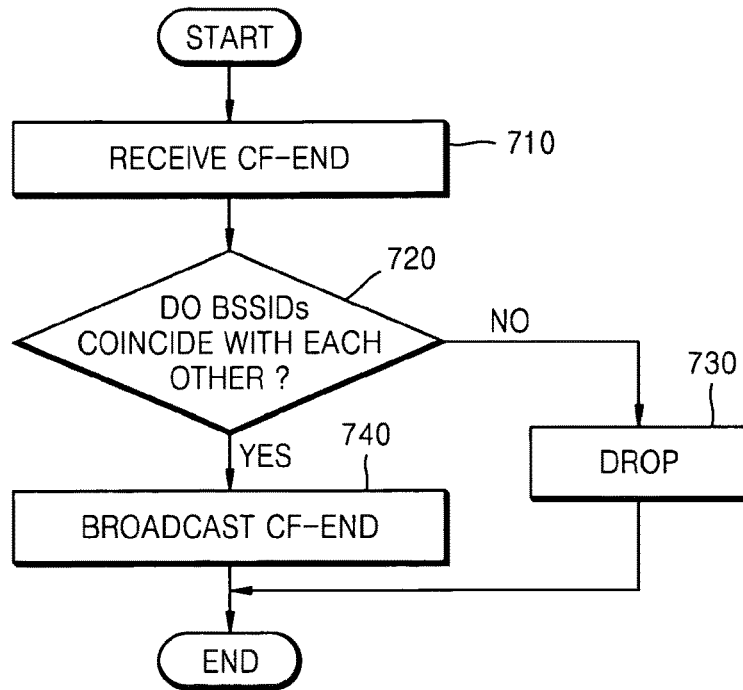 START
RECEIVE CF-END
710
720
DO BSSIDs
COINCIDE WITH EACH
OTHER ?
NO
730
DROP
YES
740
BROADCAST CF-END
END